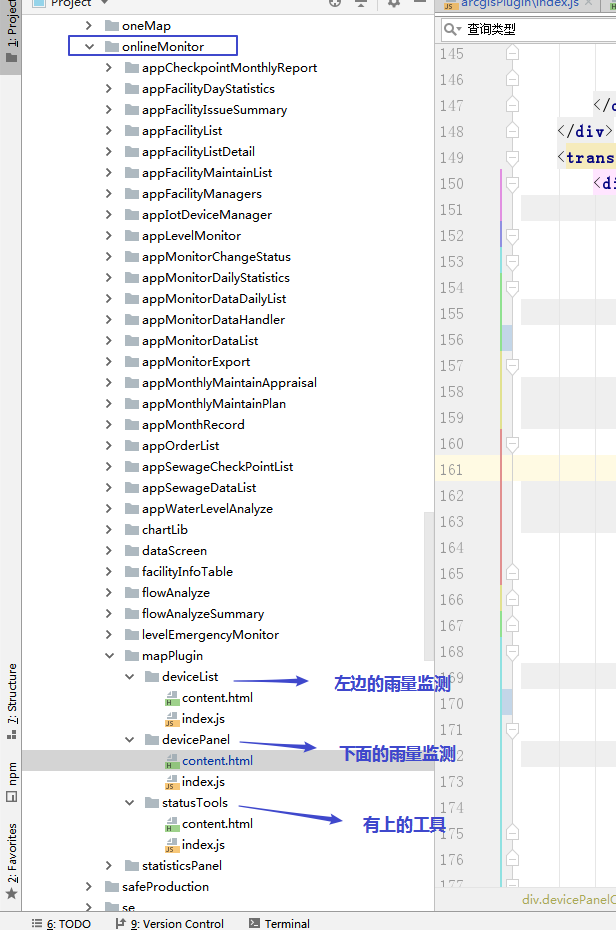 1: Project
Project
arcgisPlugin\index.js
查询类型
oneMap
onlineMonitor
appCheckpointMonthlyReport
appFacilityDayStatistics
appFacilityIssueSummary
appFacilityList
appFacilityListDetail
appFacilityMaintainList
appFacilityManagers
appIotDeviceManager
appLevelMonitor
appMonitorChangeStatus
appMonitorDailyStatistics
appMonitorDataDailyList
appMonitorDataHandler
appMonitorDataList
appMonitorExport
appMonthlyMaintainAppraisal
appMonthlyMaintainPlan
appMonthRecord
appOrderList
appSewageCheckPointList
appSewageDataList
appWaterLevelAnalyze
chartLib
dataScreen
facilityInfoTable
flowAnalyze
flowAnalyzeSummary
levelEmergencyMonitor
mapPlugin
deviceList 左边的雨量监测
content.html
index.js
devicePanel 下面的雨量监测
content.html
index.js
statusTools 有上的工具
content.html
index.js
statisticsPanel
safeProduction
se
145
146
147 </d
148 </div>
149 <trans
150 <di
151
152
153
154
155
156
157
158
159
160
161
162
163
164
165
166
167
168
169
170
171
172
173
174
175
176
177
div.devicePanelC
7: Structure
npm
2: Favorites
6: TODO
9: Version Control
Terminal